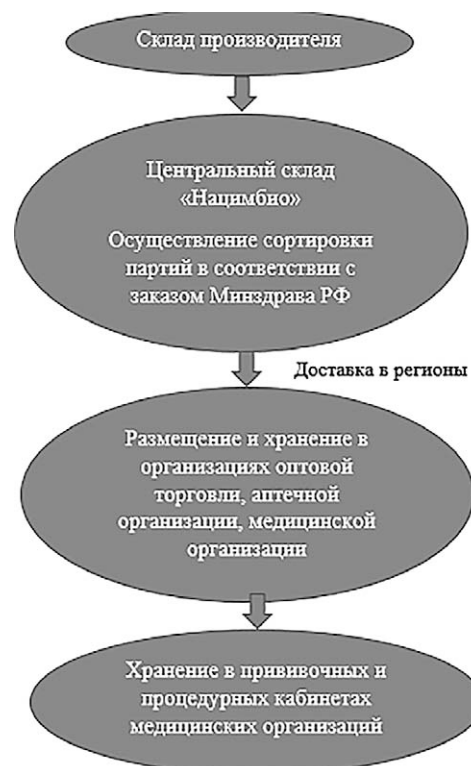 Склад производителя
Центральный склад
«Нацимбио»
Осуществление сортировки
партий в соответствии с
заказом Минздрава РФ
Доставка в регионы
Размещение и хранение в
организациях оптовой
торговли, аптечной
организации, медицинской
организации
Хранение в прививочных и
процедурных кабинетах
медицинских организаций